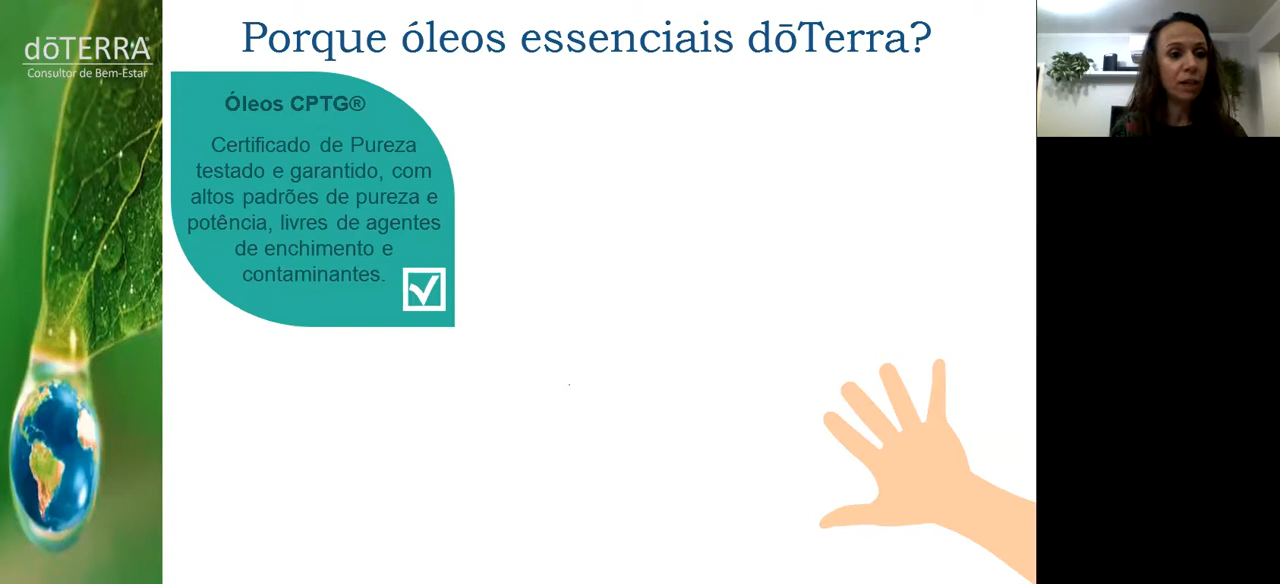 Porque óleos essenciais dōTerra?
dōTERRA®
Consultor de Bem-Estar
Óleos CPTG®
Certificado de Pureza
testado e garantido, com
altos padrões de pureza e
potência, livres de agentes
de enchimento e
contaminantes.